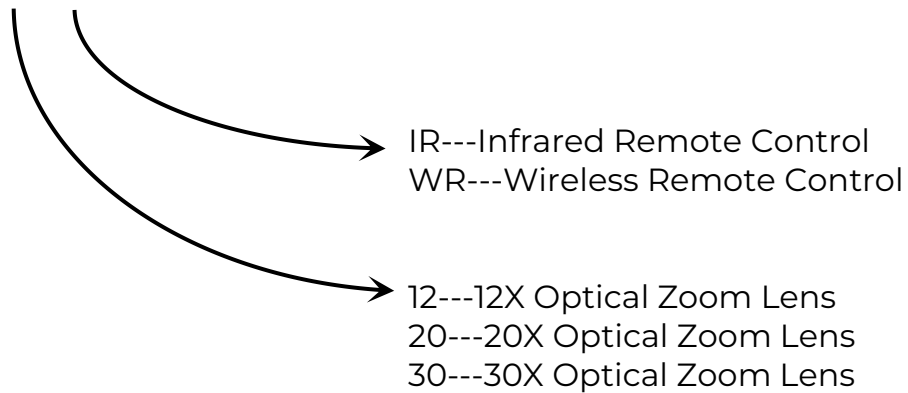 IR---Infrared Remote Control
WR---Wireless Remote Control
12---12X Optical Zoom Lens
20---20X Optical Zoom Lens
30---30X Optical Zoom Lens